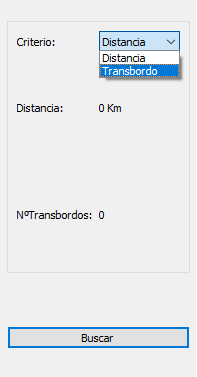 Criterio: Distancia
Distancia
Transbordo
Distancia: 0 Km
NºTransbordos: 0
Buscar